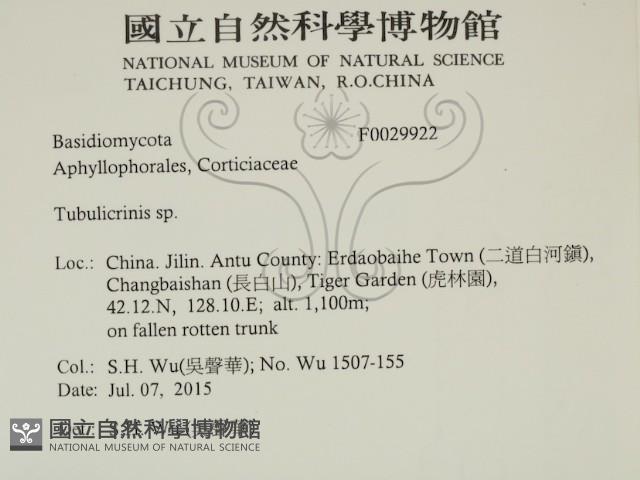 國立自然科學博物館
NATIONAL MUSEUM OF NATURAL SCIENCE
TAICHUNG, TAIWAN, R.O.CHINA
Basidiomycota F0029922
Aphyllophorales, Corticiaceae
Tubulicrinis sp.
Loc.: China. Jilin. Antu County: Erdaobaihe Town (二道白河鎮),
Changbaishan (長白山), Tiger Garden (虎林園),
42.12.N, 128.10.E; alt. 1,100m;
on fallen rotten trunk
Col.: S.H. Wu(吳聲華); No. Wu 1507-155
Date: Jul. 07, 2015
國立自然科學博物館
NATIONAL MUSEUM OF NATURAL SCIENCE